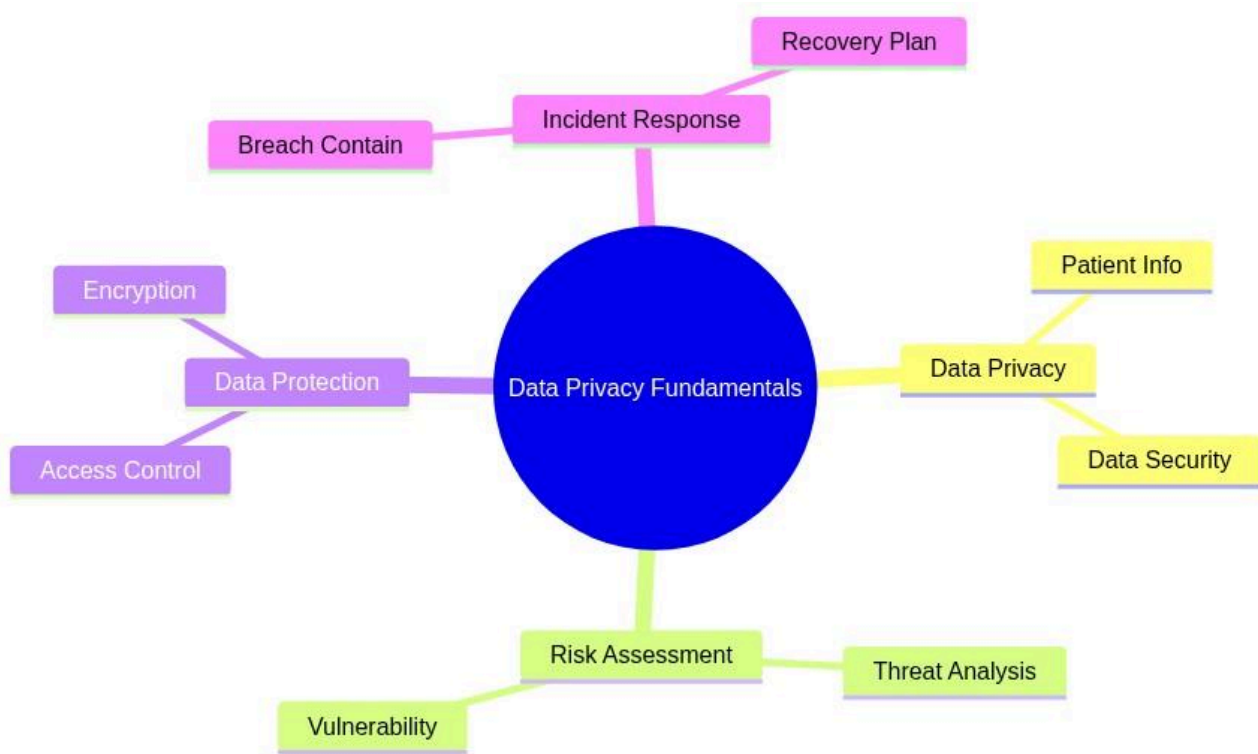 Recovery Plan
Incident Response
Breach Contain
Patient Info
Encryption
Data Privacy
Data Protection
Data Privacy Fundamentals
Data Security
Access Control
Risk Assessment
Threat Analysis
Vulnerability